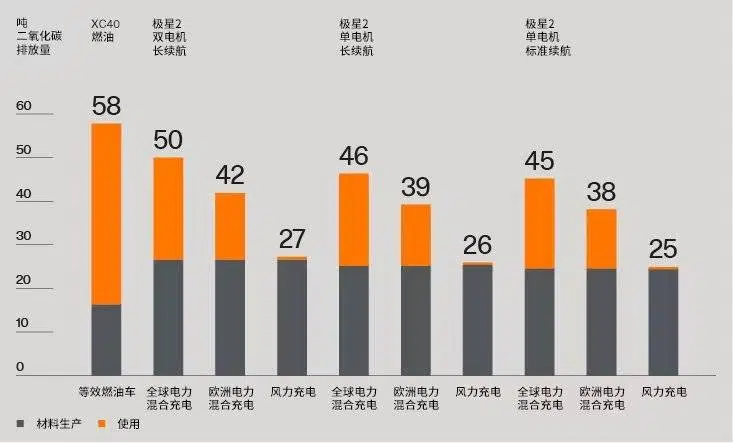 吨
二氧化碳
排放量
XC40
燃油
极星2
双电机
长续航
极星2
单电机
长续航
极星2
单电机
标准续航
60
50
40
30
20
10
0
58
50
42
27
46
39
26
45
38
25
等效燃油车
全球电力
混合充电
欧洲电力
混合充电
风力充电
全球电力
混合充电
欧洲电力
混合充电
风力充电
全球电力
混合充电
欧洲电力
混合充电
风力充电
材料生产
使用